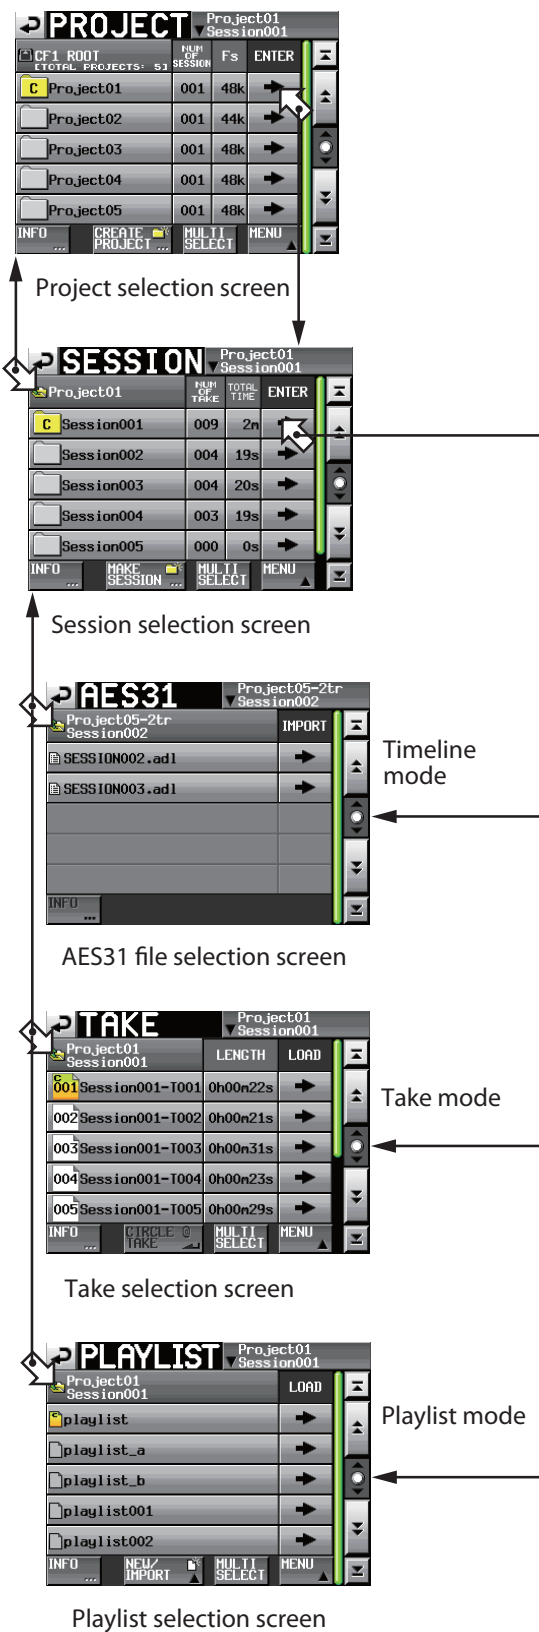 PROJECT
Project01
Session001
CF1 ROOT
[TOTAL PROJECTS: 5]
NUM OF SESSION
Fs
ENTER
C Project01 001 48k
Project02 001 44k
Project03 001 48k
Project04 001 48k
Project05 001 48k
INFO ...
CREATE PROJECT ...
MULTI SELECT
MENU
Project selection screen
SESSION
Project01
Session001
Project01
NUM OF TAKE
TOTAL TIME
ENTER
C Session001 009 2m
Session002 004 19s
Session003 004 20s
Session004 003 19s
Session005 000 0s
INFO ...
MAKE SESSION ...
MULTI SELECT
MENU
Session selection screen
AES31
Project05-2tr
Session002
Project05-2tr
Session002
IMPORT
SESSION002.adl
SESSION003.adl
INFO ...
Timeline
mode
AES31 file selection screen
TAKE
Project01
Session001
Project01
Session001
LENGTH
LOAD
C 001 Session001-T001 0h00m22s
002 Session001-T002 0h00m21s
003 Session001-T003 0h00m31s
004 Session001-T004 0h00m23s
005 Session001-T005 0h00m29s
INFO ...
CIRCLE @ TAKE
MULTI SELECT
MENU
Take mode
Take selection screen
PLAYLIST
Project01
Session001
Project01
Session001
LOAD
C playlist
playlist_a
playlist_b
playlist001
playlist002
INFO ...
NEW/ IMPORT
MULTI SELECT
MENU
Playlist mode
Playlist selection screen